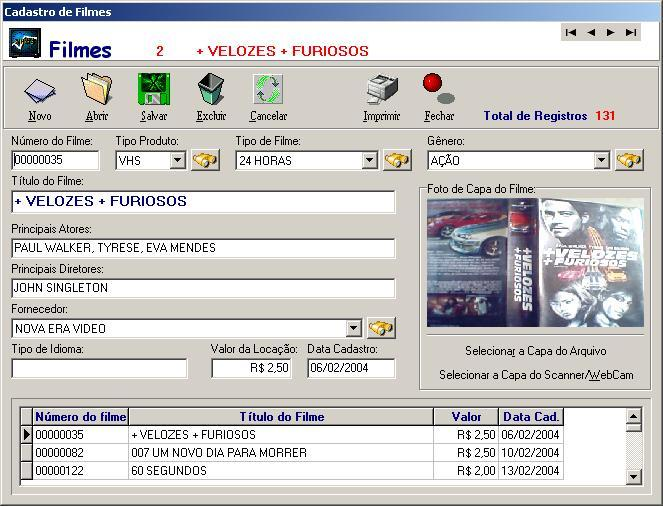 Cadastro de Filmes
Filmes 2 + VELOZES + FURIOSOS
Novo Abrir Salvar Excluir Cancelar Imprimir Fechar Total de Registros 131
Número do Filme: Tipo Produto: Tipo de Filme: Gênero:
00000035 VHS 24 HORAS AÇÃO
Título do Filme:
+ VELOZES + FURIOSOS
Principais Atores:
PAUL WALKER, TYRESE, EVA MENDES
Principais Diretores:
JOHN SINGLETON
Fornecedor:
NOVA ERA VIDEO
Tipo de Idioma: Valor da Locação: Data Cadastro:
R$ 2,50 06/02/2004
Foto de Capa do Filme:
+VELOZES
+FURIOSOS
+VELOZES
+FURIOSOS
Selecionar a Capa do Arquivo
Selecionar a Capa do Scanner/WebCam
Número do filme Título do Filme Valor Data Cad.
00000035 + VELOZES + FURIOSOS R$ 2,50 06/02/2004
00000082 007 UM NOVO DIA PARA MORRER R$ 2,50 10/02/2004
00000122 60 SEGUNDOS R$ 2,00 13/02/2004